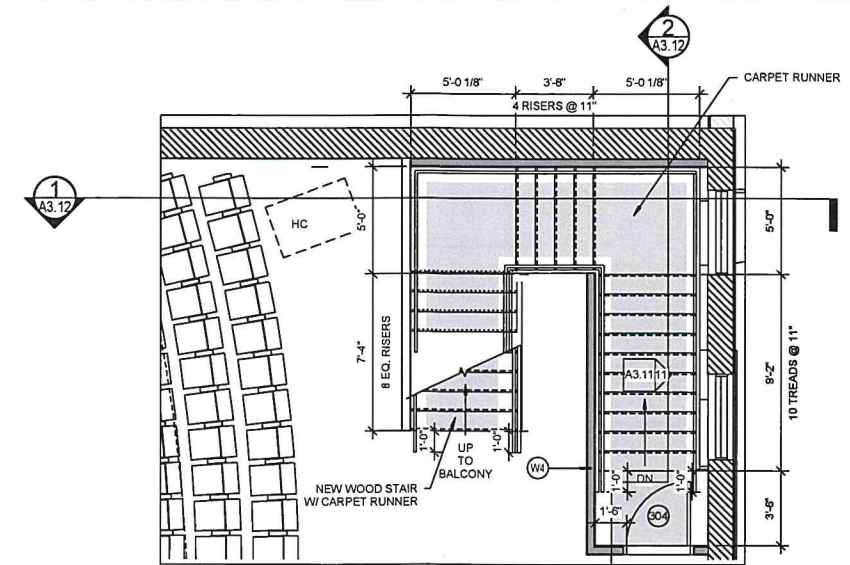 2
A3.12
5'-0 1/8"
3'-6"
5'-0 1/8"
4 RISERS @ 11"
CARPET RUNNER
1
A3.12
HC
5'-0"
5'-0"
7'-4"
8 EQ. RISERS
9'-2"
10 TREADS @ 11"
A3.11
11
1'-0"
1'-0"
UP
TO
BALCONY
NEW WOOD STAIR
W/ CARPET RUNNER
W4
1'-0"
DN
1'-0"
1'-6"
304
3'-6"